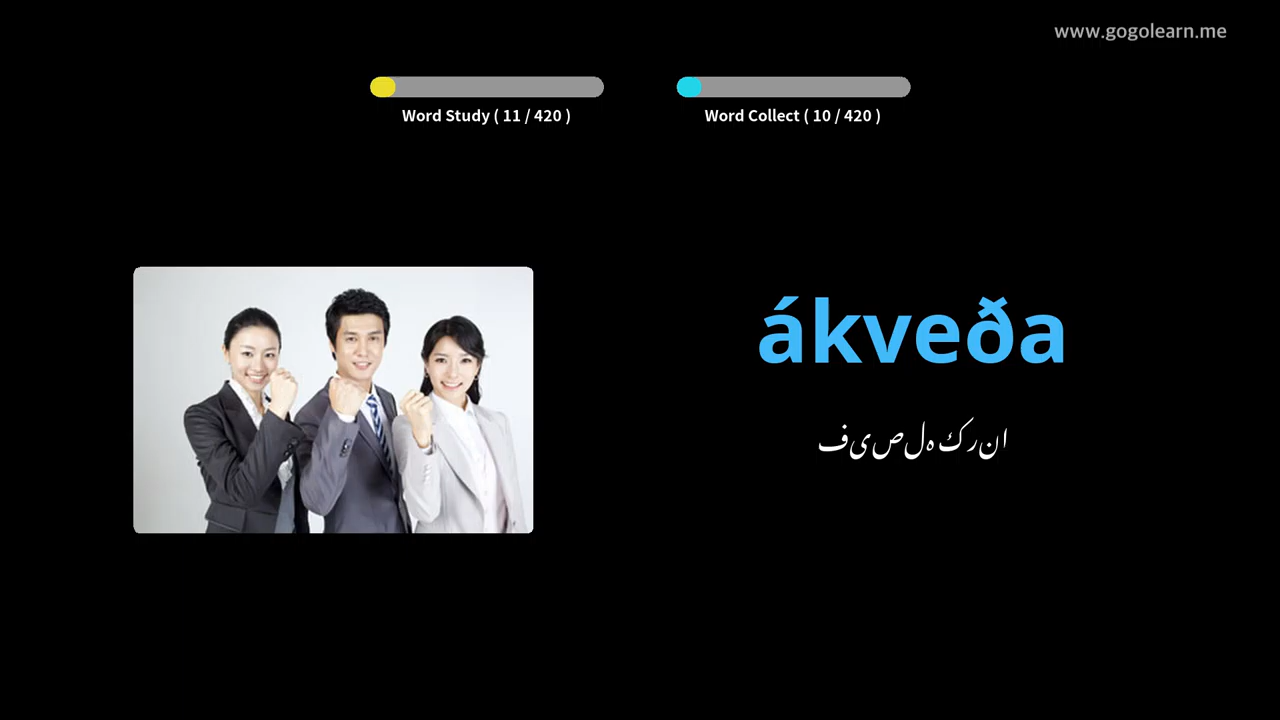 www.gogolearn.me
Word Study ( 11 / 420 )
Word Collect ( 10 / 420 )
ákveða
فیصلہ کرنا